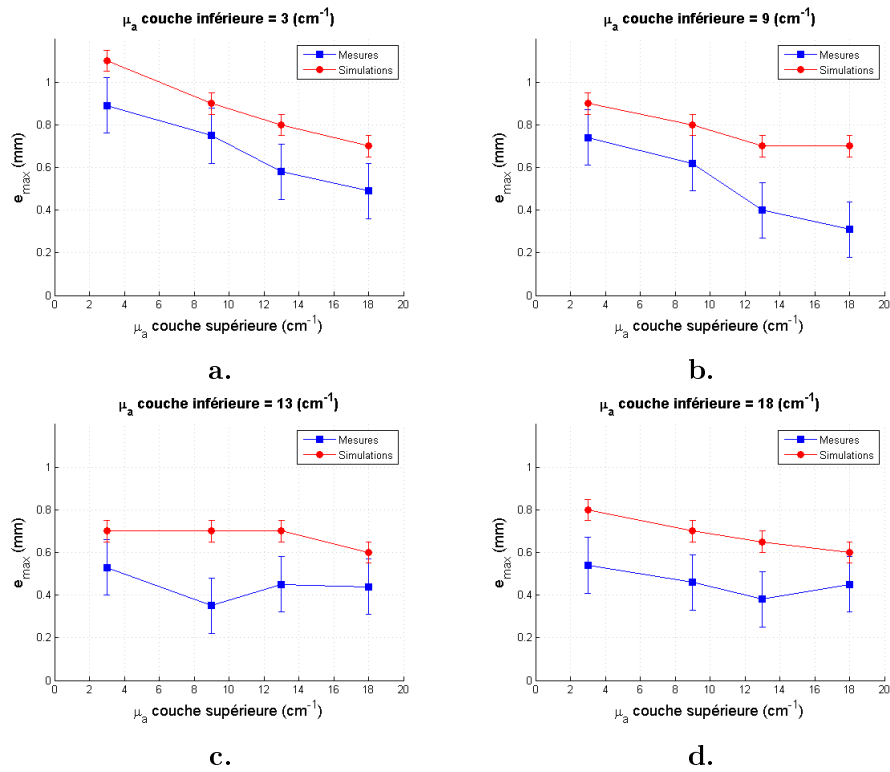 μa couche inférieure = 3 (cm-1)
Mesures
Simulations
emax (mm)
1
0.8
0.6
0.4
0.2
0
0 2 4 6 8 10 12 14 16 18 20
μa couche supérieure (cm-1)
a.
μa couche inférieure = 9 (cm-1)
Mesures
Simulations
emax (mm)
1
0.8
0.6
0.4
0.2
0
0 2 4 6 8 10 12 14 16 18 20
μa couche supérieure (cm-1)
b.
μa couche inférieure = 13 (cm-1)
Mesures
Simulations
emax (mm)
1
0.8
0.6
0.4
0.2
0
0 2 4 6 8 10 12 14 16 18 20
μa couche supérieure (cm-1)
c.
μa couche inférieure = 18 (cm-1)
Mesures
Simulations
emax (mm)
1
0.8
0.6
0.4
0.2
0
0 2 4 6 8 10 12 14 16 18 20
μa couche supérieure (cm-1)
d.